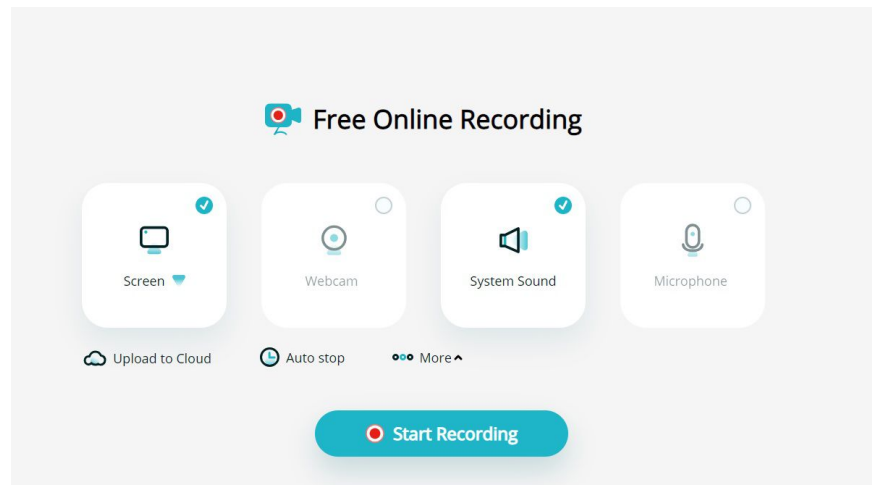 Free Online Recording
Screen
Webcam
System Sound
Microphone
Upload to Cloud
Auto stop
More
Start Recording